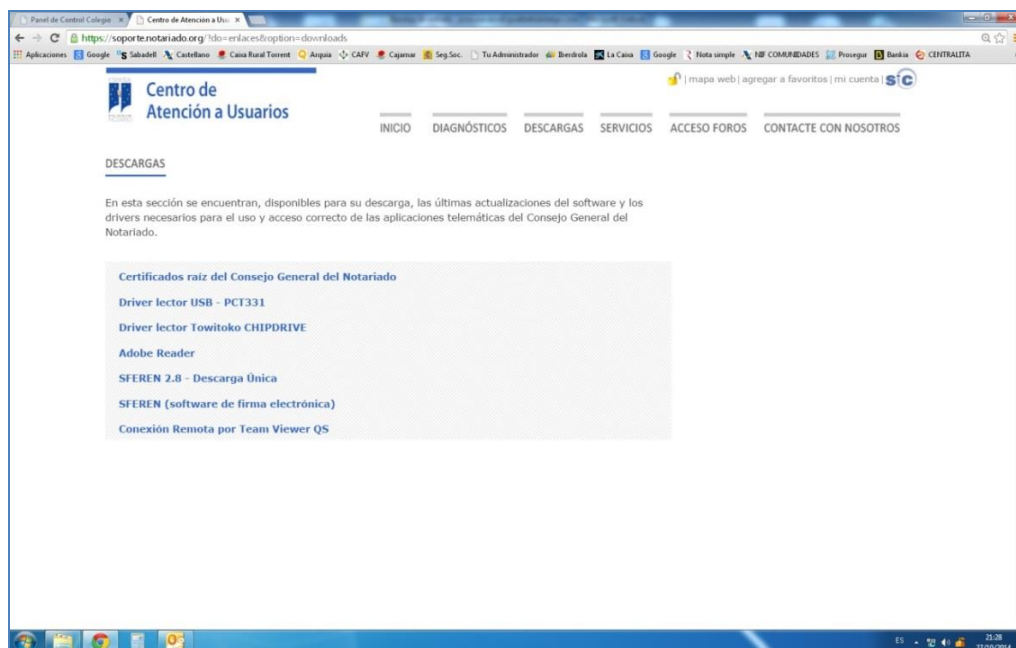 Panel de Control Colegio
Centro de Atención a Usu
https://soporte.notariado.org/?do=enlaces&option=downloads
Aplicaciones Google Sabadell Castellano Caixa Rural Torrent Arquia CAFV Cajamar Seg.Soc. Tu Administrador Iberdrola La Caixa Google Nota simple NIF COMUNIDADES Prosegur Bankia CENTRALITA
Centro de
Atención a Usuarios
| mapa web | agregar a favoritos | mi cuenta | SIC
INICIO DIAGNÓSTICOS DESCARGAS SERVICIOS ACCESO FOROS CONTACTE CON NOSOTROS
DESCARGAS
En esta sección se encuentran, disponibles para su descarga, las últimas actualizaciones del software y los
drivers necesarios para el uso y acceso correcto de las aplicaciones telemáticas del Consejo General del
Notariado.
Certificados raíz del Consejo General del Notariado
Driver lector USB - PCT331
Driver lector Towitoko CHIPDRIVE
Adobe Reader
SFEREN 2.8 - Descarga Única
SFEREN (software de firma electrónica)
Conexión Remota por Team Viewer QS
ES 21:28